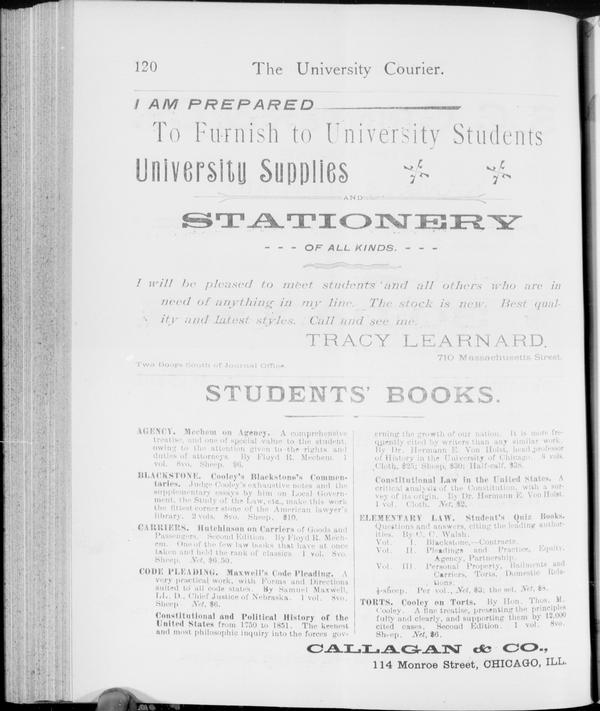 120
The University Courier.
I AM PREPARED
To Furnish to University Students
University Supplies
AND
STATIONERY
- - - OF ALL KINDS. - - -
I will be pleased to meet students and all others who are in
need of anything in my line. The stock is new. Best qual-
ity and latest styles. Call and see me.
TRACY LEARNARD,
710 Massachusetts Street.
Two Doors South of Journal Office.
STUDENTS' BOOKS.
AGENCY. Mechem on Agency. A comprehensive
treatise, and one of special value to the student,
owing to the attention given to the rights and
duties of attorneys. By Floyd R. Mechem. 1
vol. 8vo. Sheep. $6.
BLACKSTONE. Cooley's Blackstons's Commen-
taries. Judge Cooley's exhaustive notes and the
supplementary essays by him on Local Govern-
ment, the Study of the Law, etc., make this work
the fittest corner stone of the American lawyer's
library. 2 vols. 8vo. Sheep. $10.
CARRIERS. Hutchinson on Carriers of Goods and
Passengers. Second Edition. By Floyd R. Mech-
em. One of the few law books that have at once
taken and held the rank of classics. 1 vol. 8vo.
Sheep. Net, $6.50.
CODE PLEADING. Maxwell's Code Pleading. A
very practical work, with Forms and Directions
suited to all code states. By Samuel Maxwell,
LL. D., Chief Justice of Nebraska. 1 vol. 8vo.
Sheep. Net, $6.
Constitutional and Political History of the
United States from 1750 to 1851. The keenest
and most philosophic inquiry into the forces gov-
erning the growth of our nation. It is more fre-
quently cited by writers than any similar work.
By Dr. Hermann E. Von Holst, head professor
of History in the University of Chicago. 8 vols.
Cloth, $25; Sheep, $30; Half-calf, $38.
Constitutional Law in the United States. A
critical analysis of the Constitution, with a sur-
vey of its origin. By Dr. Hermann E. Von Holst.
1 vol. Cloth. Net, $2.
ELEMENTARY LAW. Student's Quiz Books.
Questions and answers, citing the leading author-
ities. By C. C. Walsh.
Vol. I. Blackstone,—Contracts.
Vol. II. Pleadings and Practice, Equity,
Agency, Partnership.
Vol. III. Personal Property, Bailments and
Carriers, Torts, Domestic Rela-
tions.
½-sheep. Per vol., Net, $3; the set, Net, $8.
TORTS. Cooley on Torts. By Hon. Thos. M.
Cooley. A fine treatise, presenting the principles
fully and clearly, and supporting them by 12,000
cited cases. Second Edition. 1 vol. 8vo.
Sheep. Net, $6.
CALLAGAN & CO.,
114 Monroe Street, CHICAGO, ILL.